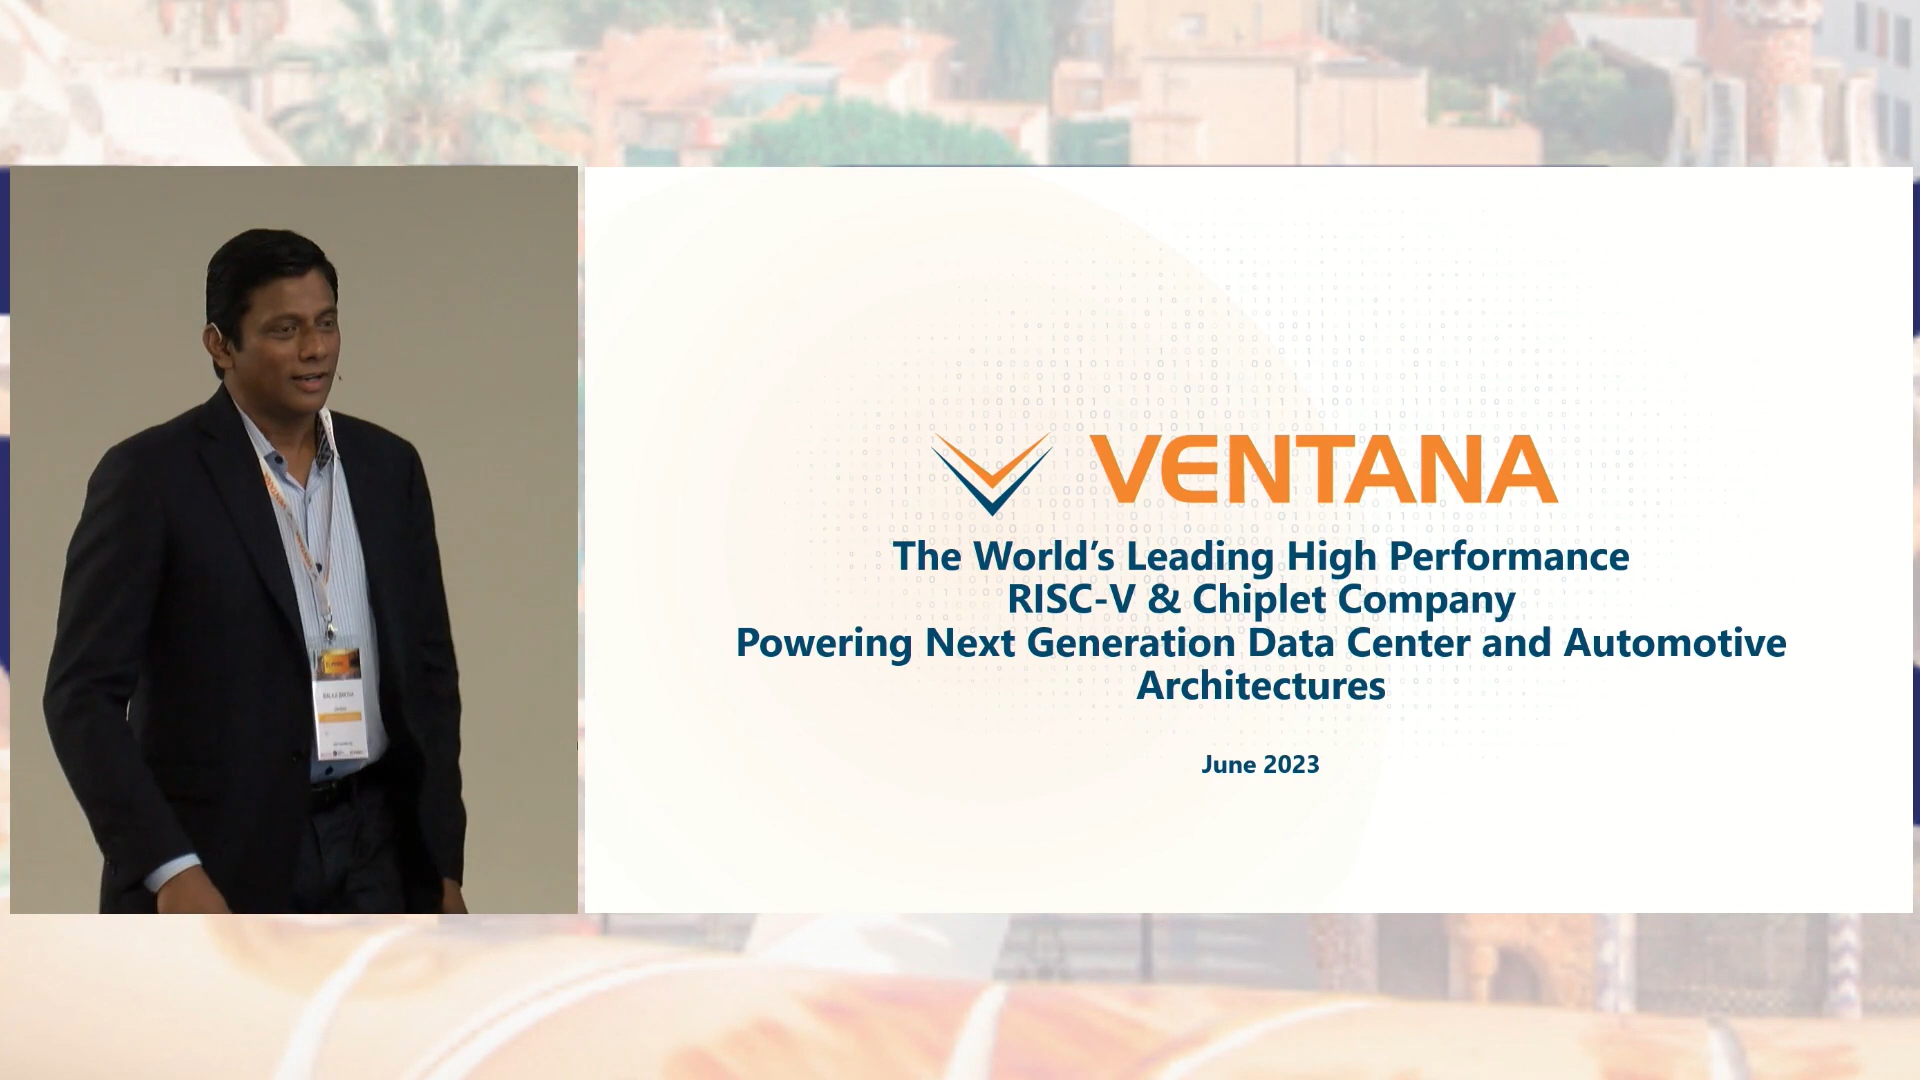 VENTANA
The World’s Leading High Performance
RISC-V & Chiplet Company
Powering Next Generation Data Center and Automotive
Architectures
June 2023